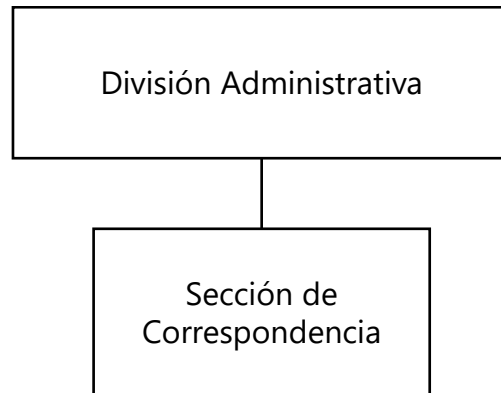 División Administrativa
Sección de
Correspondencia